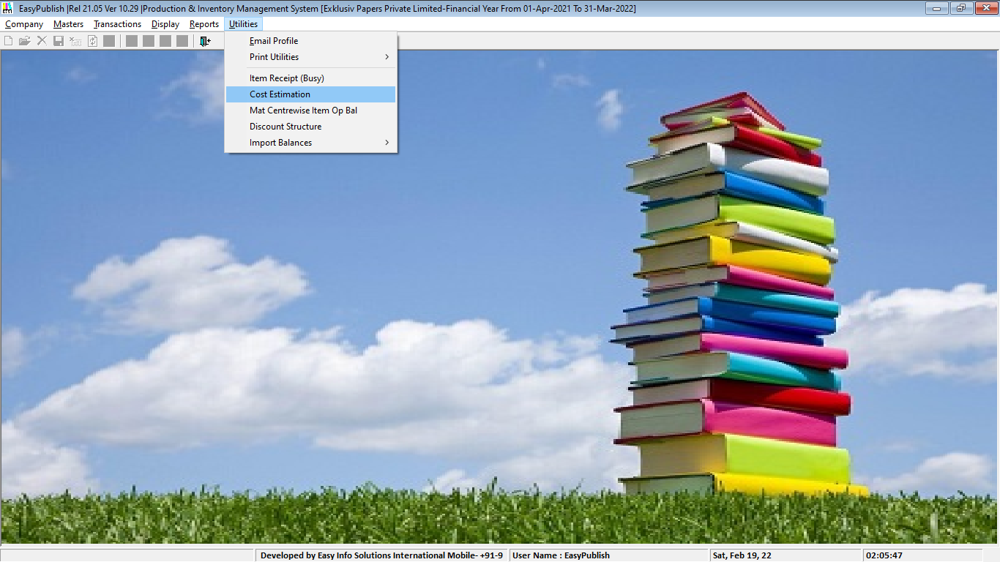 EasyPublish |Rel 21.05 Ver 10.29 |Production & Inventory Management System [Exklusiv Papers Private Limited-Financial Year From 01-Apr-2021 To 31-Mar-2022]
Company Masters Transactions Display Reports Utilities
Email Profile
Print Utilities
Item Receipt (Busy)
Cost Estimation
Mat Centrewise Item Op Bal
Discount Structure
Import Balances
Developed by Easy Info Solutions International Mobile- +91-9 User Name : EasyPublish Sat, Feb 19, 22 02:05:47